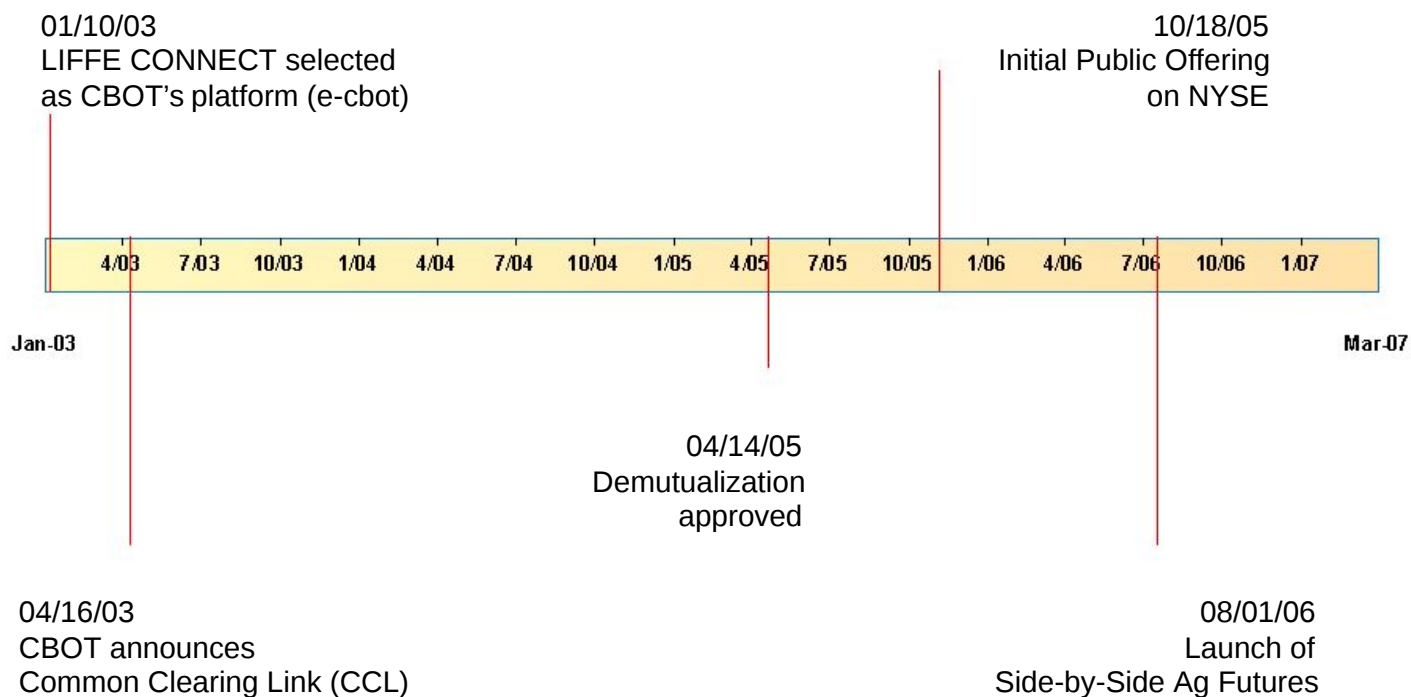 01/10/03
LIFFE CONNECT selected
as CBOT’s platform (e-cbot)
10/18/05
Initial Public Offering
on NYSE
4/03 7/03 10/03 1/04 4/04 7/04 10/04 1/05 4/05 7/05 10/05 1/06 4/06 7/06 10/06 1/07
Jan-03 Mar-07
04/14/05
Demutualization
approved
04/16/03
CBOT announces
Common Clearing Link (CCL)
08/01/06
Launch of
Side-by-Side Ag Futures